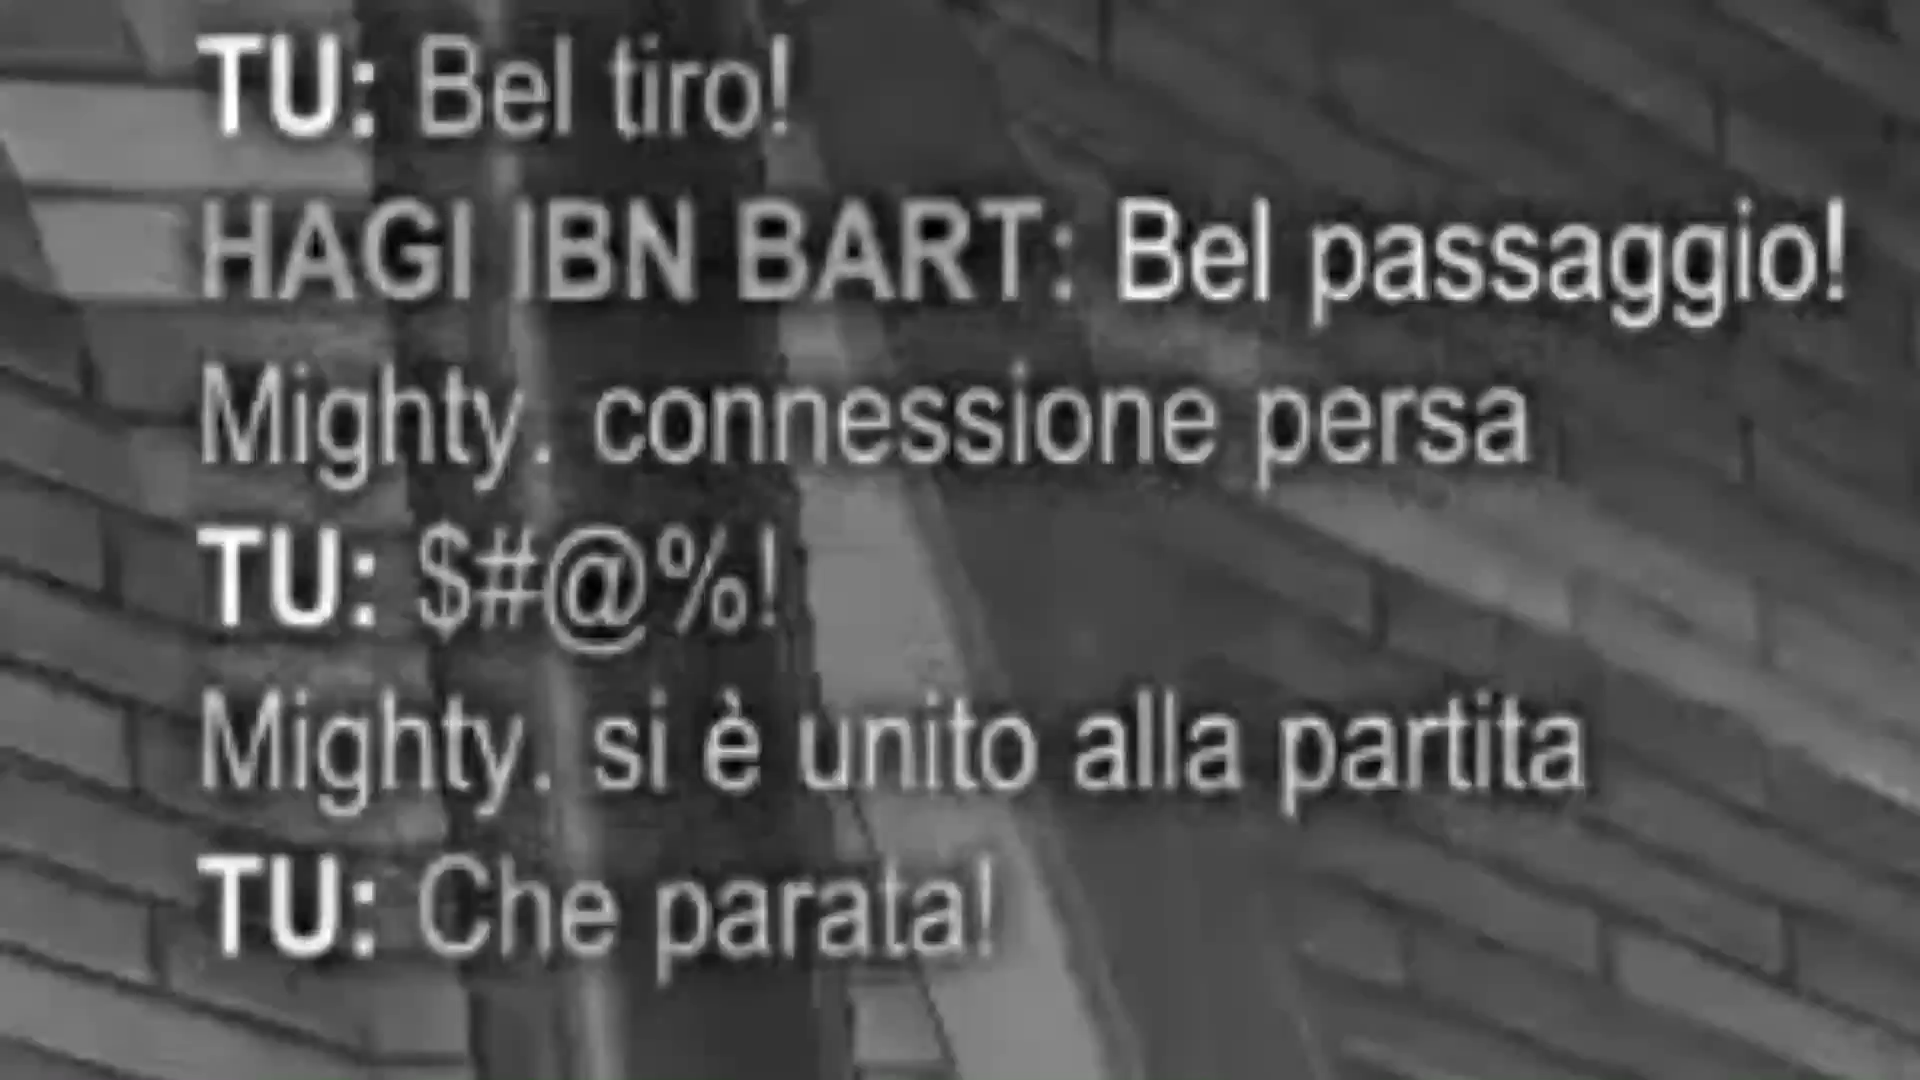 TU: Bel tiro!
HAGI IBN BART: Bel passaggio!
Mighty. connessione persa
TU: $#@%!
Mighty. si è unito alla partita
TU: Che parata!